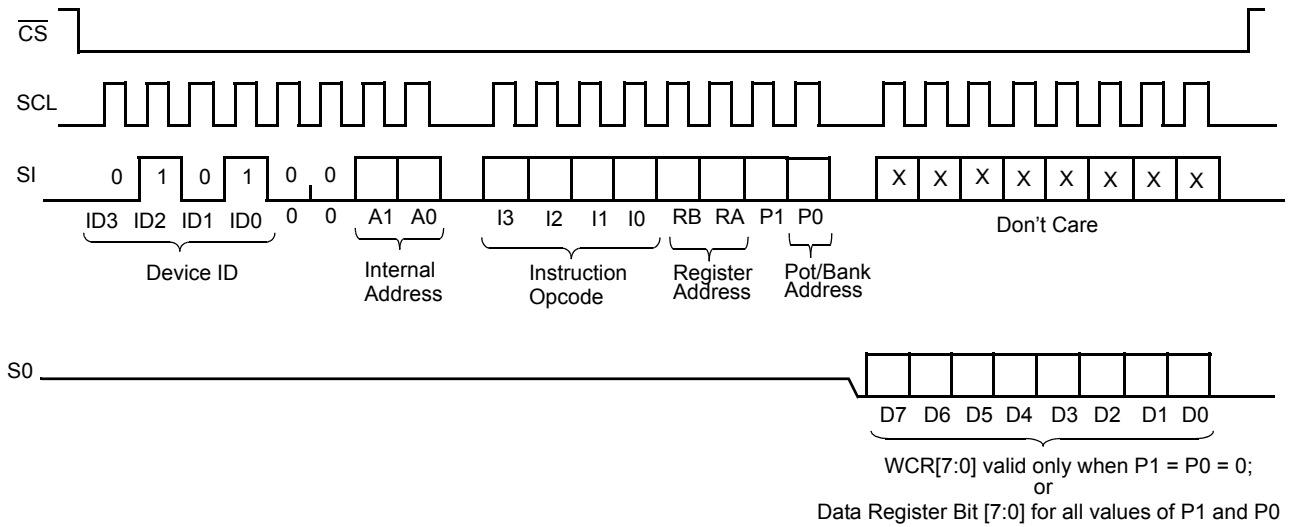 CS
SCL
SI 0 1 0 1 0 0 X X X X X X X X
ID3 ID2 ID1 ID0 0 0 A1 A0 I3 I2 I1 I0 RB RA P1 P0 Don't Care
Device ID Internal Address Instruction Opcode Register Address Pot/Bank Address
S0
D7 D6 D5 D4 D3 D2 D1 D0
WCR[7:0] valid only when P1 = P0 = 0;
or
Data Register Bit [7:0] for all values of P1 and P0